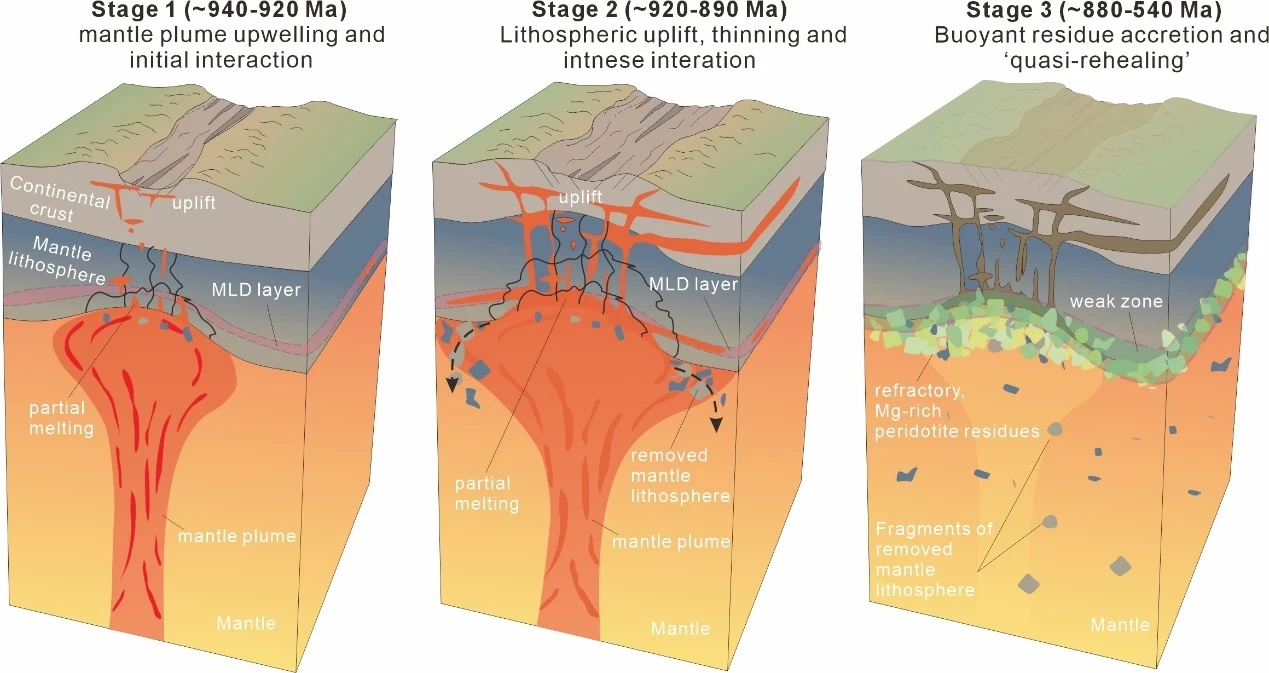 Stage 1 (~940-920 Ma)
mantle plume upwelling and
initial interaction
Continental
crust
uplift
Mantle
lithosphere
MLD layer
partial
melting
mantle plume
Mantle
Stage 2 (~920-890 Ma)
Lithospheric uplift, thinning and
intnese interation
uplift
MLD layer
partial
melting
removed
mantle
lithosphere
mantle plume
Mantle
Stage 3 (~880-540 Ma)
Buoyant residue accretion and
‘quasi-rehealing’
weak zone
refractory,
Mg-rich
peridotite residues
Fragments of
removed
mantle
lithosphere
Mantle